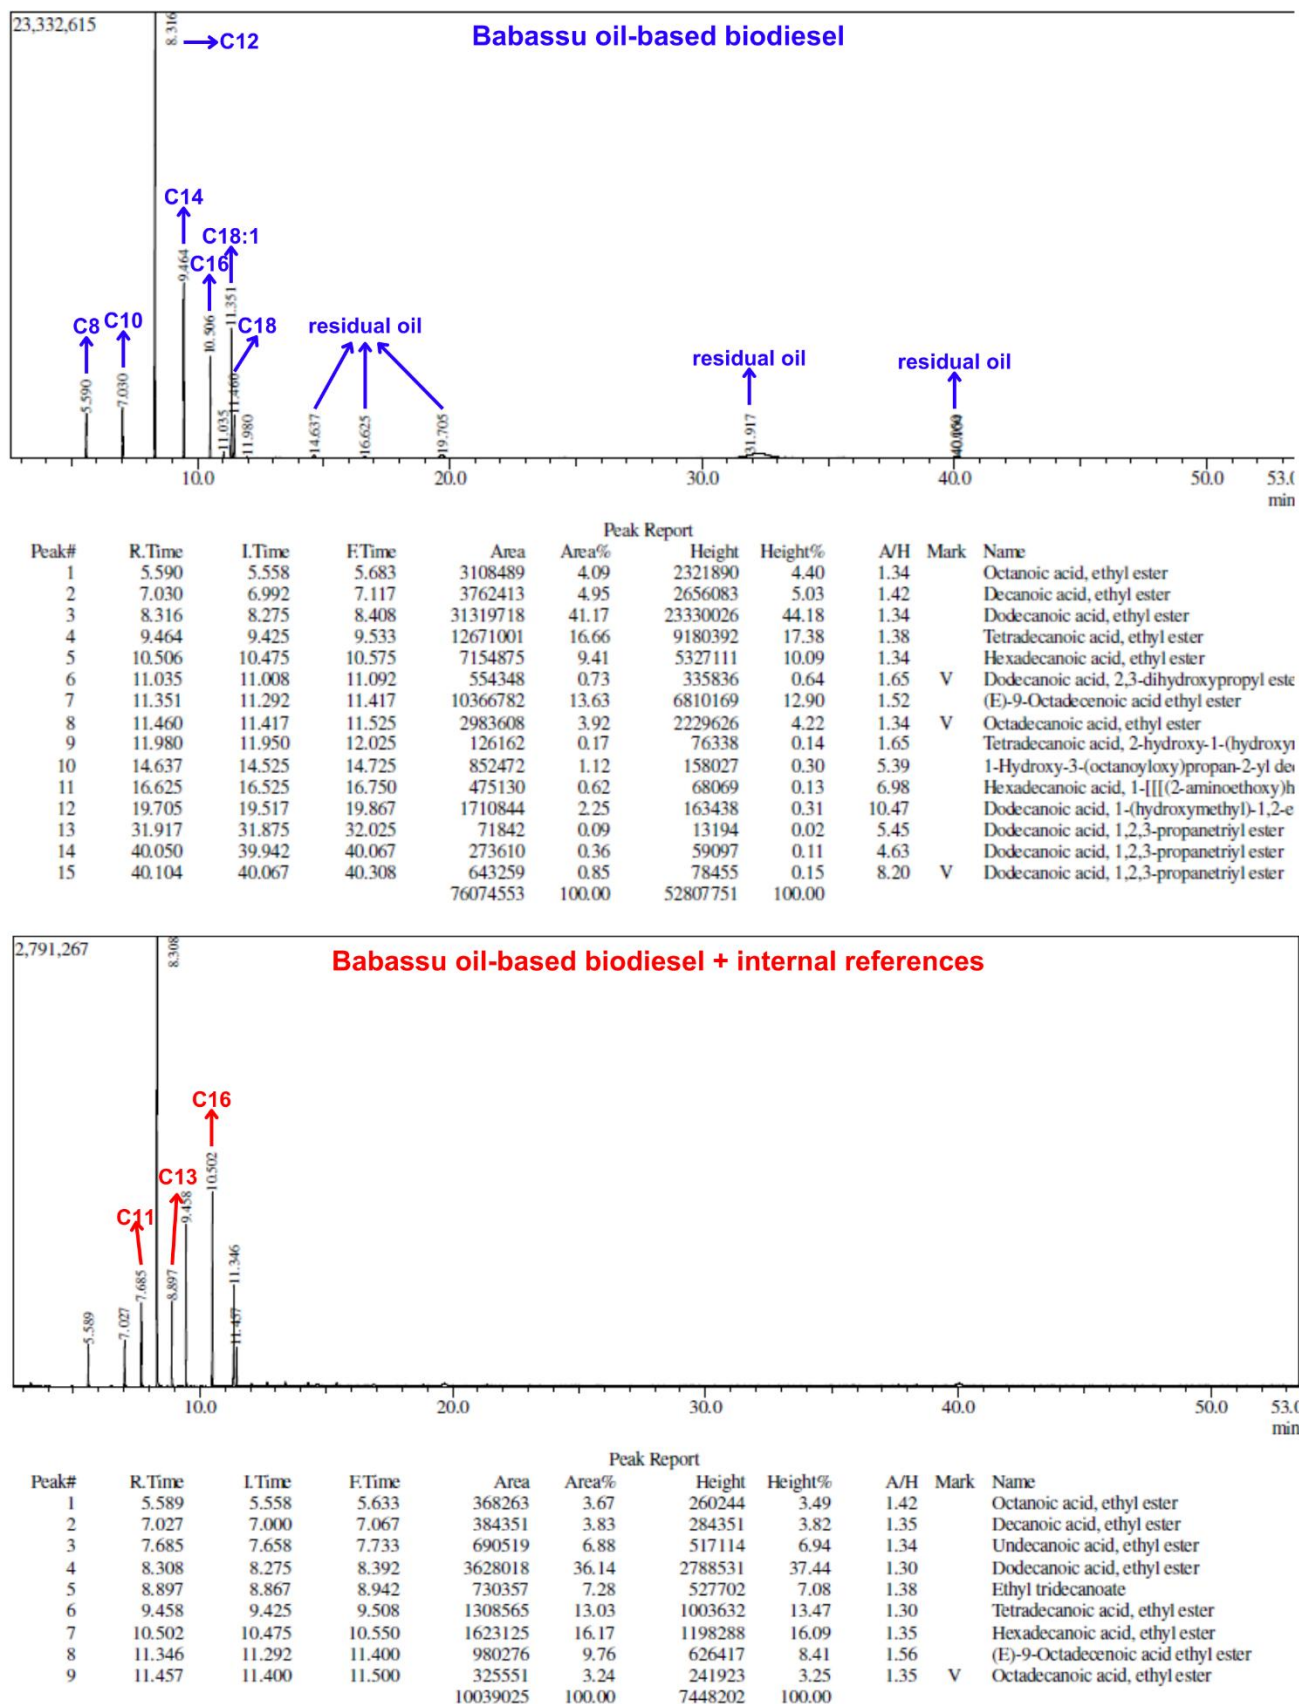 23,332,615
8.316
C12
Babassu oil-based biodiesel
C14
9.464
C18:1
C16
11.351
10.506
C8
C10
C18
residual oil
residual oil
residual oil
5.590
7.030
11.035
11.460
11.980
14.637
16.625
19.705
31.917
10.0 20.0 30.0 40.0 50.0 53.(
min
Peak Report
Peak# R.Time I.Time F.Time Area Area% Height Height% A/H Mark Name
1 5.590 5.558 5.683 3108489 4.09 2321890 4.40 1.34 Octanoic acid, ethyl ester
2 7.030 6.992 7.117 3762413 4.95 2656083 5.03 1.42 Decanoic acid, ethyl ester
3 8.316 8.275 8.408 31319718 41.17 23330026 44.18 1.34 Dodecanoic acid, ethyl ester
4 9.464 9.425 9.533 12671001 16.66 9180392 17.38 1.38 Tetradecanoic acid, ethyl ester
5 10.506 10.475 10.575 7154875 9.41 5327111 10.09 1.34 Hexadecanoic acid, ethyl ester
6 11.035 11.008 11.092 554348 0.73 335836 0.64 1.65 V Dodecanoic acid, 2,3-dihydroxypropyl este
7 11.351 11.292 11.417 10366782 13.63 6810169 12.90 1.52 (E)-9-Octadecenoic acid ethyl ester
8 11.460 11.417 11.525 2983608 3.92 2229626 4.22 1.34 V Octadecanoic acid, ethyl ester
9 11.980 11.950 12.025 126162 0.17 76338 0.14 1.65 Tetradecanoic acid, 2-hydroxy-1-(hydroxy
10 14.637 14.525 14.725 852472 1.12 158027 0.30 5.39 1-Hydroxy-3-(octanoyloxy)propan-2-yl de
11 16.625 16.525 16.750 475130 0.62 68069 0.13 6.98 Hexadecanoic acid, 1-[[[(2-aminoethoxy)h
12 19.705 19.517 19.867 1710844 2.25 163438 0.31 10.47 Dodecanoic acid, 1-(hydroxymethyl)-1,2-e
13 31.917 31.875 32.025 71842 0.09 13194 0.02 5.45 Dodecanoic acid, 1,2,3-propanetriyl ester
14 40.050 39.942 40.067 273610 0.36 59097 0.11 4.63 Dodecanoic acid, 1,2,3-propanetriyl ester
15 40.104 40.067 40.308 643259 0.85 78455 0.15 8.20 V Dodecanoic acid, 1,2,3-propanetriyl ester
76074553 100.00 52807751 100.00
2,791,267
8.308
Babassu oil-based biodiesel + internal references
C16
10.502
C13
9.458
C11
11.346
7.685
8.897
5.589
7.027
11.457
10.0 20.0 30.0 40.0 50.0 53.(
min
Peak Report
Peak# R.Time I.Time F.Time Area Area% Height Height% A/H Mark Name
1 5.589 5.558 5.633 368263 3.67 260244 3.49 1.42 Octanoic acid, ethyl ester
2 7.027 7.000 7.067 384351 3.83 284351 3.82 1.35 Decanoic acid, ethyl ester
3 7.685 7.658 7.733 690519 6.88 517114 6.94 1.34 Undecanoic acid, ethyl ester
4 8.308 8.275 8.392 3628018 36.14 2788531 37.44 1.30 Dodecanoic acid, ethyl ester
5 8.897 8.867 8.942 730357 7.28 527702 7.08 1.38 Ethyl tridecanoate
6 9.458 9.425 9.508 1308565 13.03 1003632 13.47 1.30 Tetradecanoic acid, ethyl ester
7 10.502 10.475 10.550 1623125 16.17 1198288 16.09 1.35 Hexadecanoic acid, ethyl ester
8 11.346 11.292 11.400 980276 9.76 626417 8.41 1.56 (E)-9-Octadecenoic acid ethyl ester
9 11.457 11.400 11.500 325551 3.24 241923 3.25 1.35 V Octadecanoic acid, ethyl ester
10039025 100.00 7448202 100.00